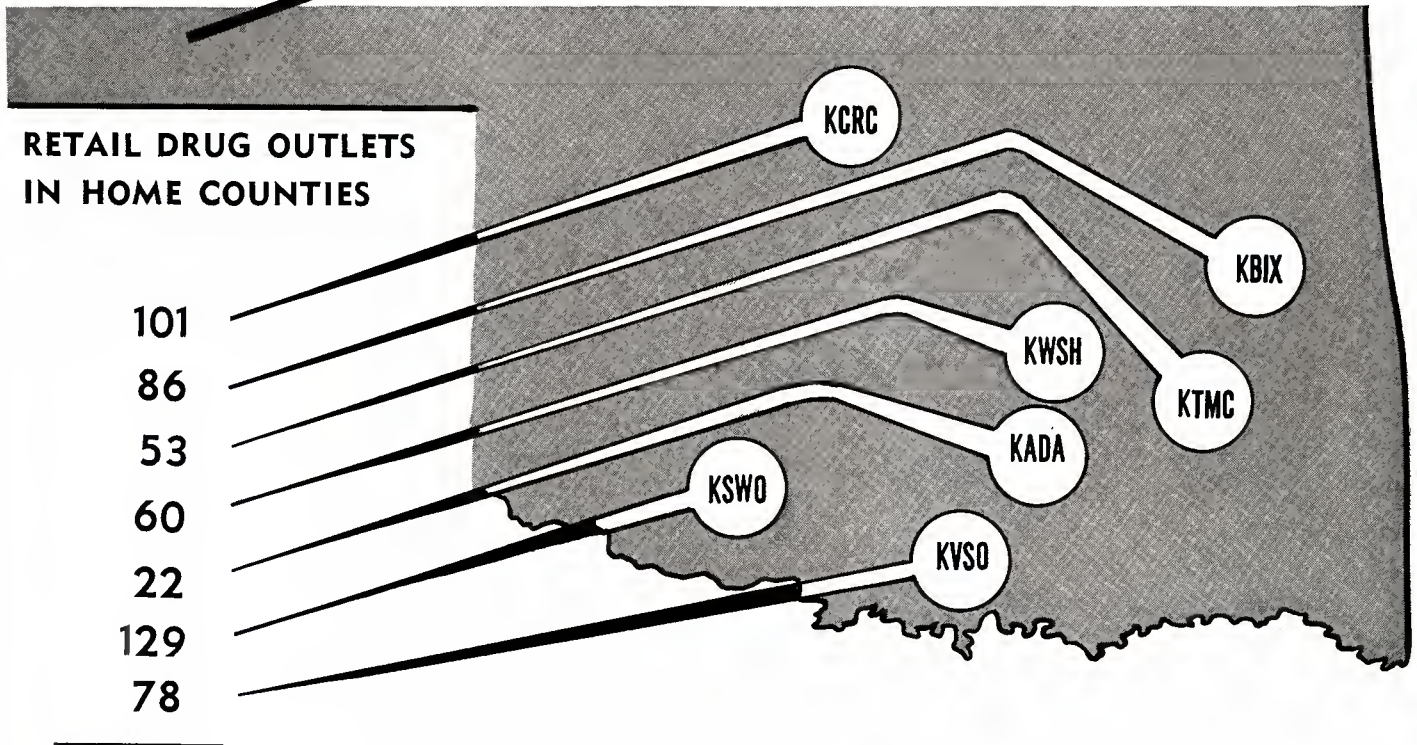 RETAIL DRUG OUTLETS
IN HOME COUNTIES
101
86
53
60
22
129
78
KCRC
KBIX
KWSH
KTMC
KADA
KSWO
KVSO